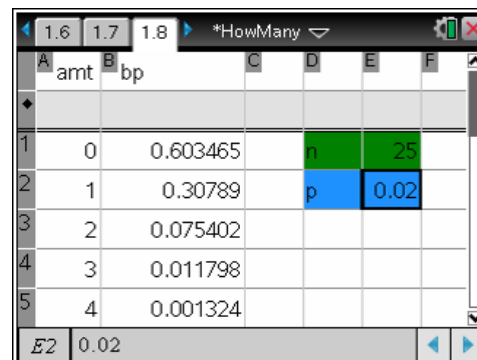 1.6 1.7 1.8 *HowMany
A amt B bp C D E F
◆
1 0 0.603465 n 25
2 1 0.30789 p 0.02
3 2 0.075402
4 3 0.011798
5 4 0.001324
E2 0.02